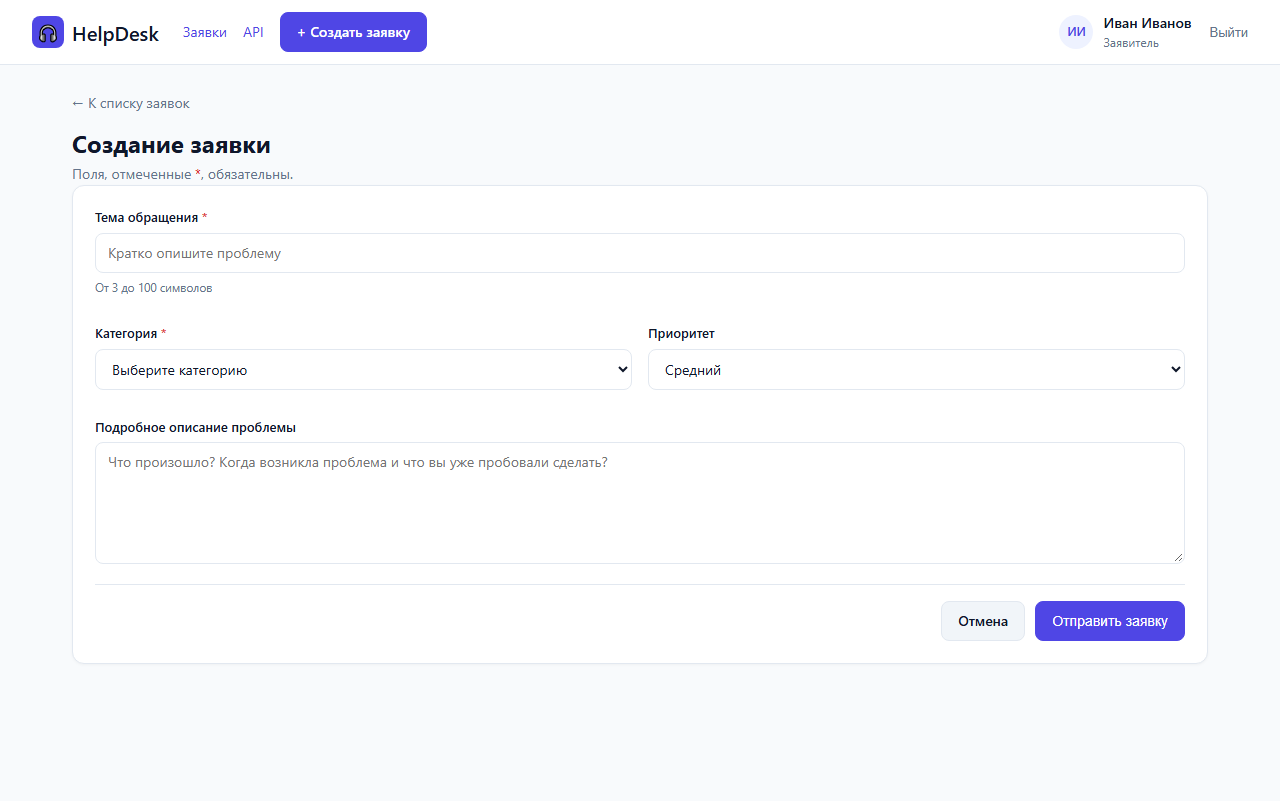 HelpDesk
Заявки
API
+ Создать заявку
ИИ
Иван Иванов
Заявитель
Выйти
← К списку заявок
Создание заявки
Поля, отмеченные *, обязательны.
Тема обращения *
Кратко опишите проблему
От 3 до 100 символов
Категория *
Приоритет
Выберите категорию
Средний
Подробное описание проблемы
Что произошло? Когда возникла проблема и что вы уже пробовали сделать?
Отмена
Отправить заявку